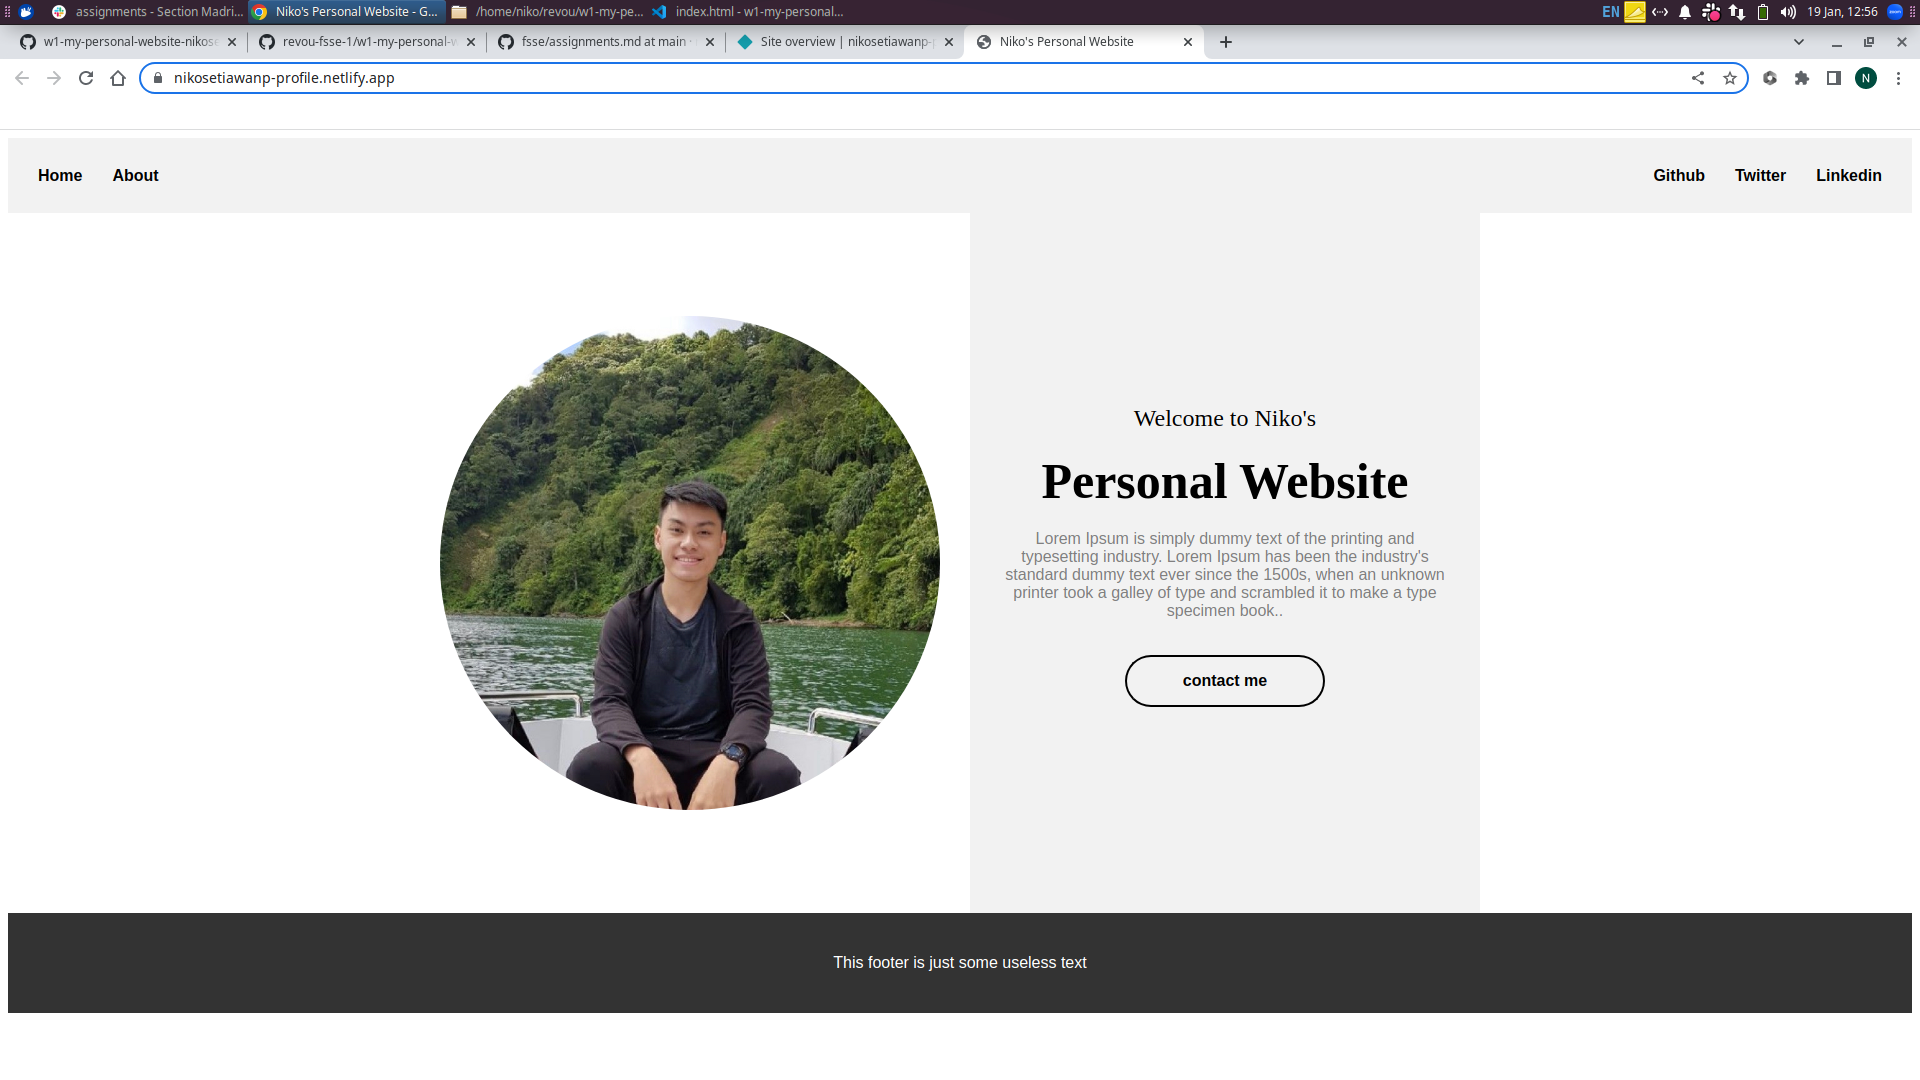 assignments - Section Madri...
Niko's Personal Website - G...
/home/niko/revou/w1-my-pe...
index.html - w1-my-personal...
EN
19 Jan, 12:56
w1-my-personal-website-nikose
revou-fsse-1/w1-my-personal-w
fsse/assignments.md at main ·
Site overview | nikosetiawanp-p
Niko's Personal Website
nikosetiawanp-profile.netlify.app
N
Home
About
Github
Twitter
Linkedin
Welcome to Niko's
Personal Website
Lorem Ipsum is simply dummy text of the printing and
typesetting industry. Lorem Ipsum has been the industry's
standard dummy text ever since the 1500s, when an unknown
printer took a galley of type and scrambled it to make a type
specimen book..
contact me
This footer is just some useless text